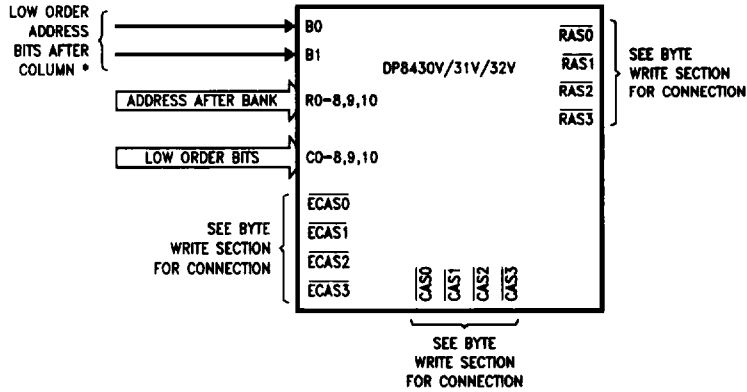 LOW ORDER
ADDRESS
BITS AFTER
COLUMN *
B0
B1
DP8430V/31V/32V
RAS0
RAS1
RAS2
RAS3
SEE BYTE
WRITE SECTION
FOR CONNECTION
ADDRESS AFTER BANK
R0-8,9,10
LOW ORDER BITS
C0-8,9,10
ECAS0
ECAS1
ECAS2
ECAS3
SEE BYTE
WRITE SECTION
FOR CONNECTION
CAS0
CAS1
CAS2
CAS3
SEE BYTE
WRITE SECTION
FOR CONNECTION